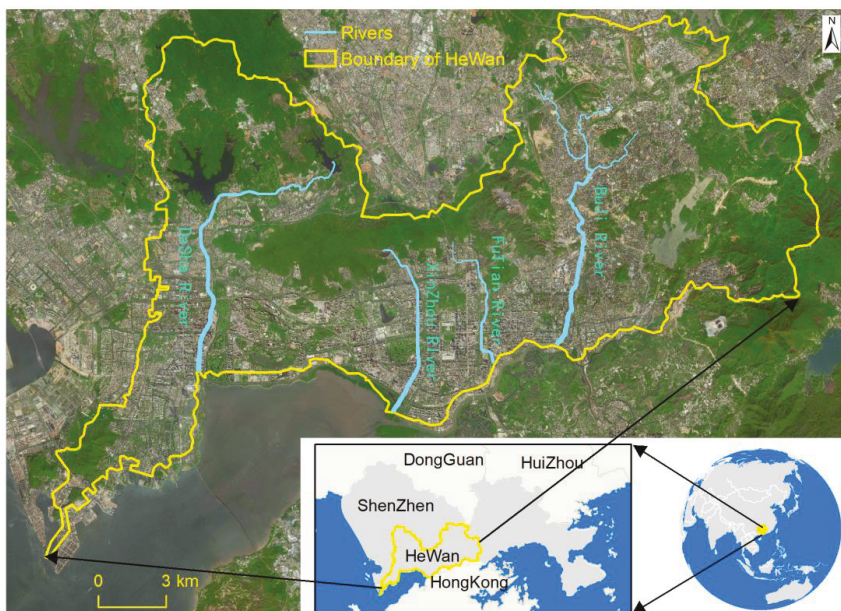 Rivers
Boundary of HeWan
N
DaSha River
XinZhou River
FuTian River
BuJi River
0 3 km
DongGuan
HuiZhou
ShenZhen
HeWan
HongKong